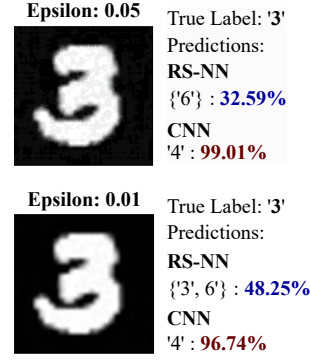 Epsilon: 0.05
True Label: '3'
Predictions:
RS-NN
{'6'} : 32.59%
CNN
'4' : 99.01%
Epsilon: 0.01
True Label: '3'
Predictions:
RS-NN
{'3', 6'} : 48.25%
CNN
'4' : 96.74%